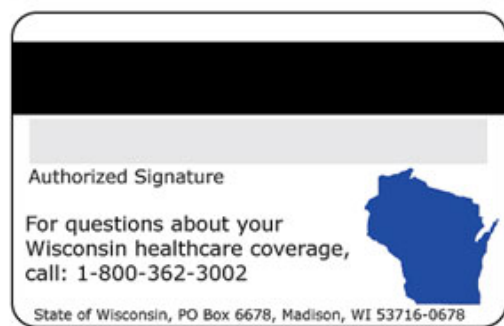 Authorized Signature
For questions about your
Wisconsin healthcare coverage,
call: 1-800-362-3002
State of Wisconsin, PO Box 6678, Madison, WI 53716-0678